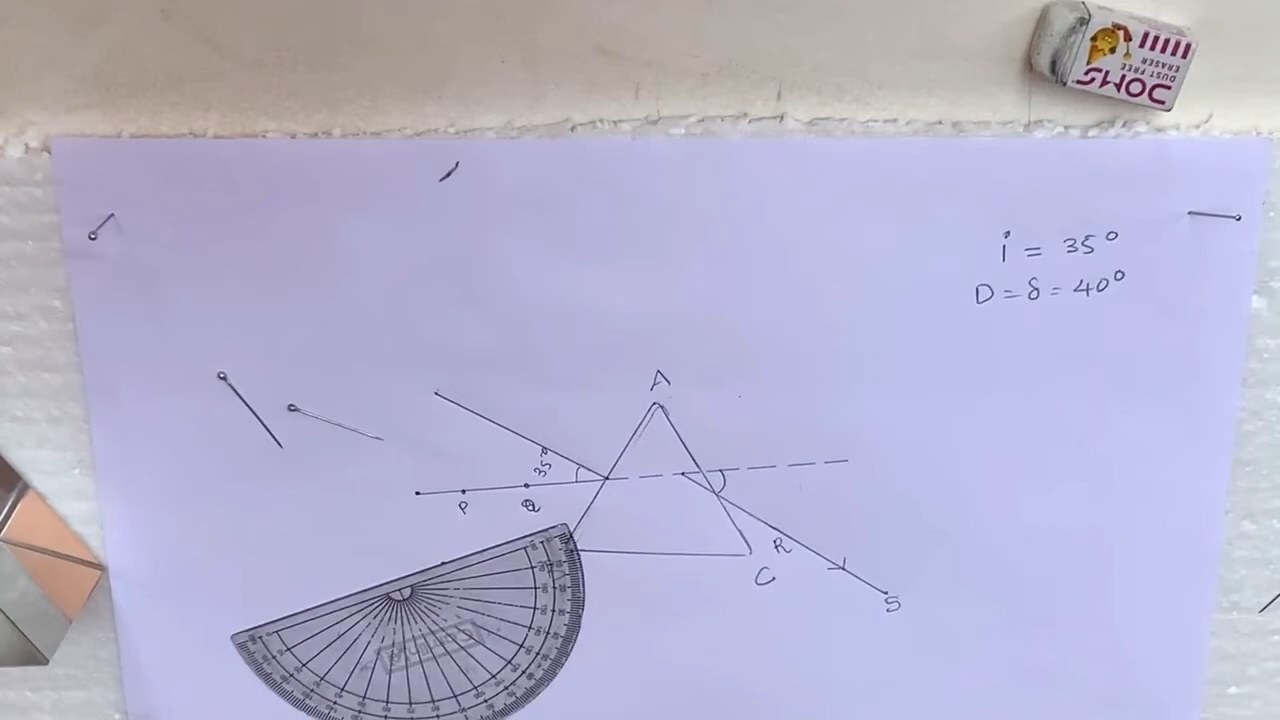 DOMS
DUST FREE
ERASER
i = 35°
D = δ = 40°
A
35°
P
Q
R
C
S